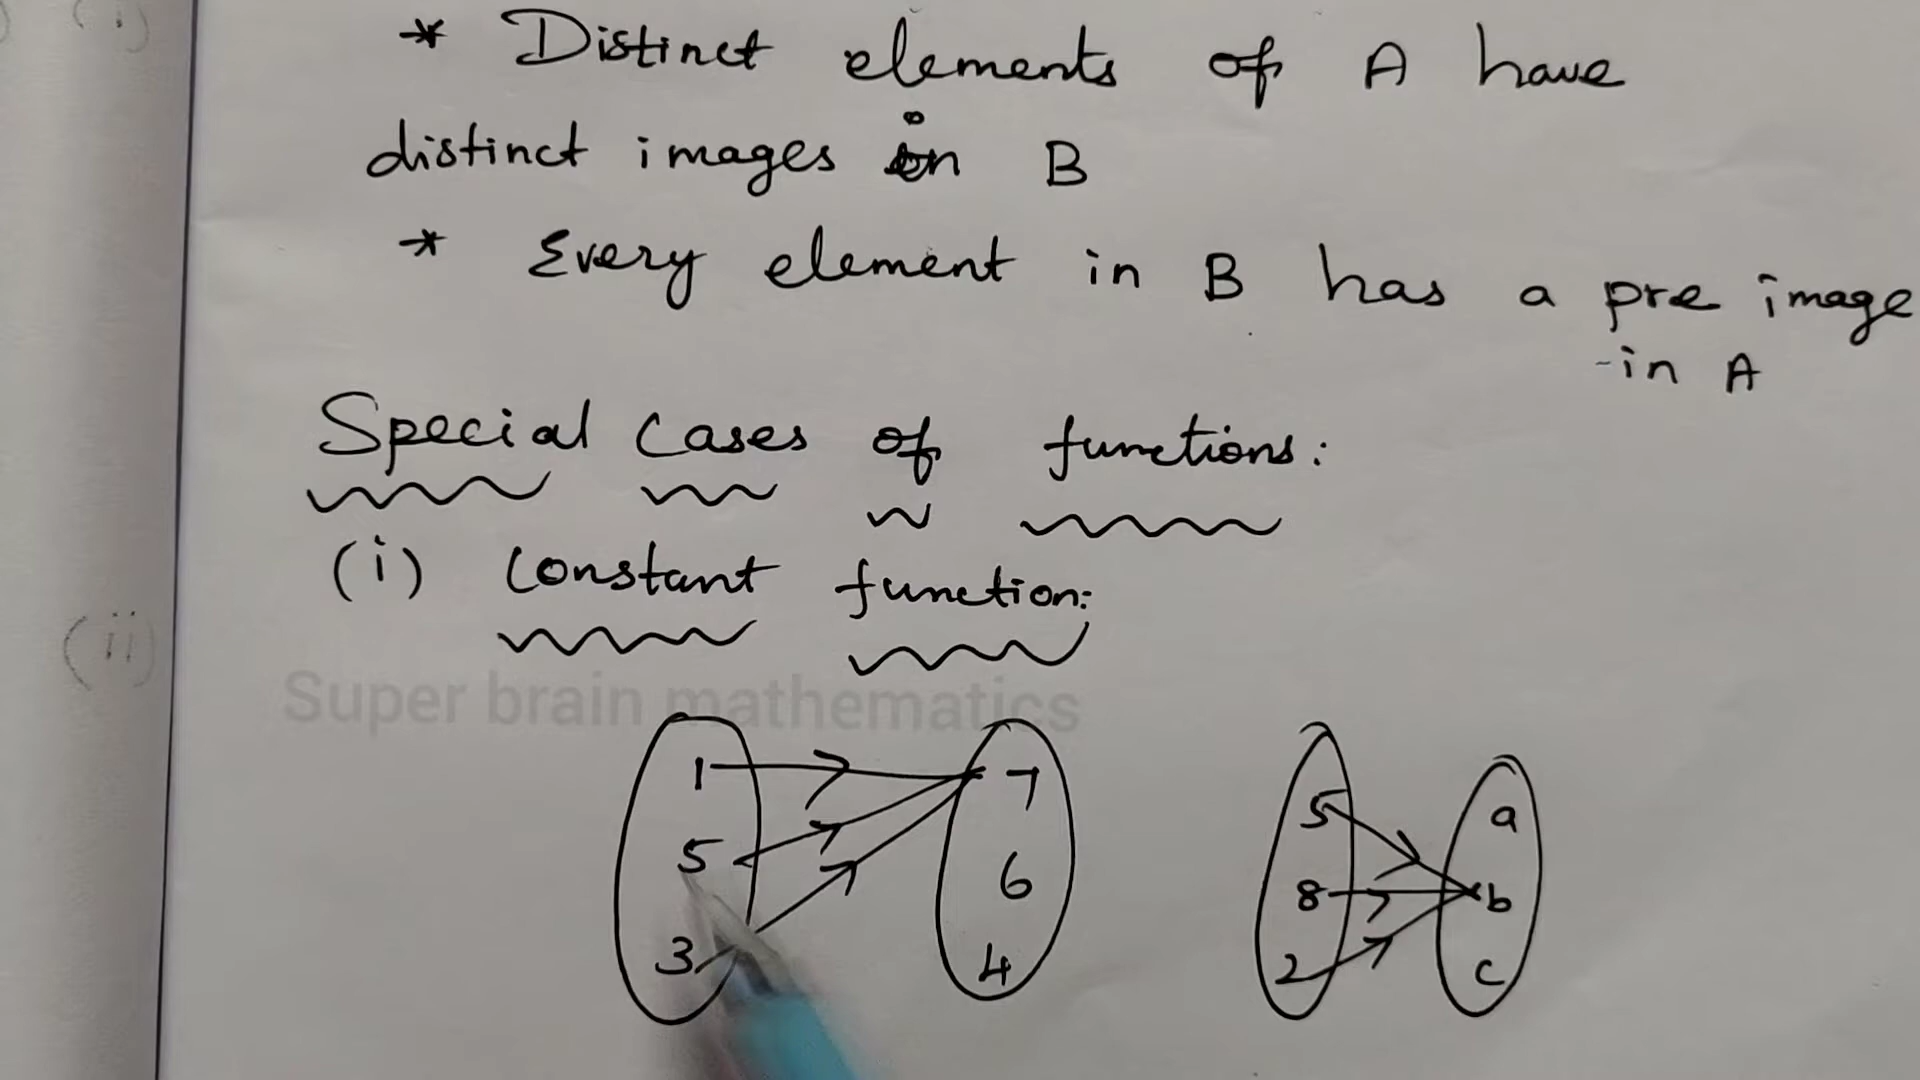 (i)
* Distinct elements of A have
distinct images in B
* Every element in B has a pre image
in A
Special Cases of functions:
(i) Constant function:
(ii)
Super brain mathematics
1 7 5 a
5 6 8 b
3 4 2 c